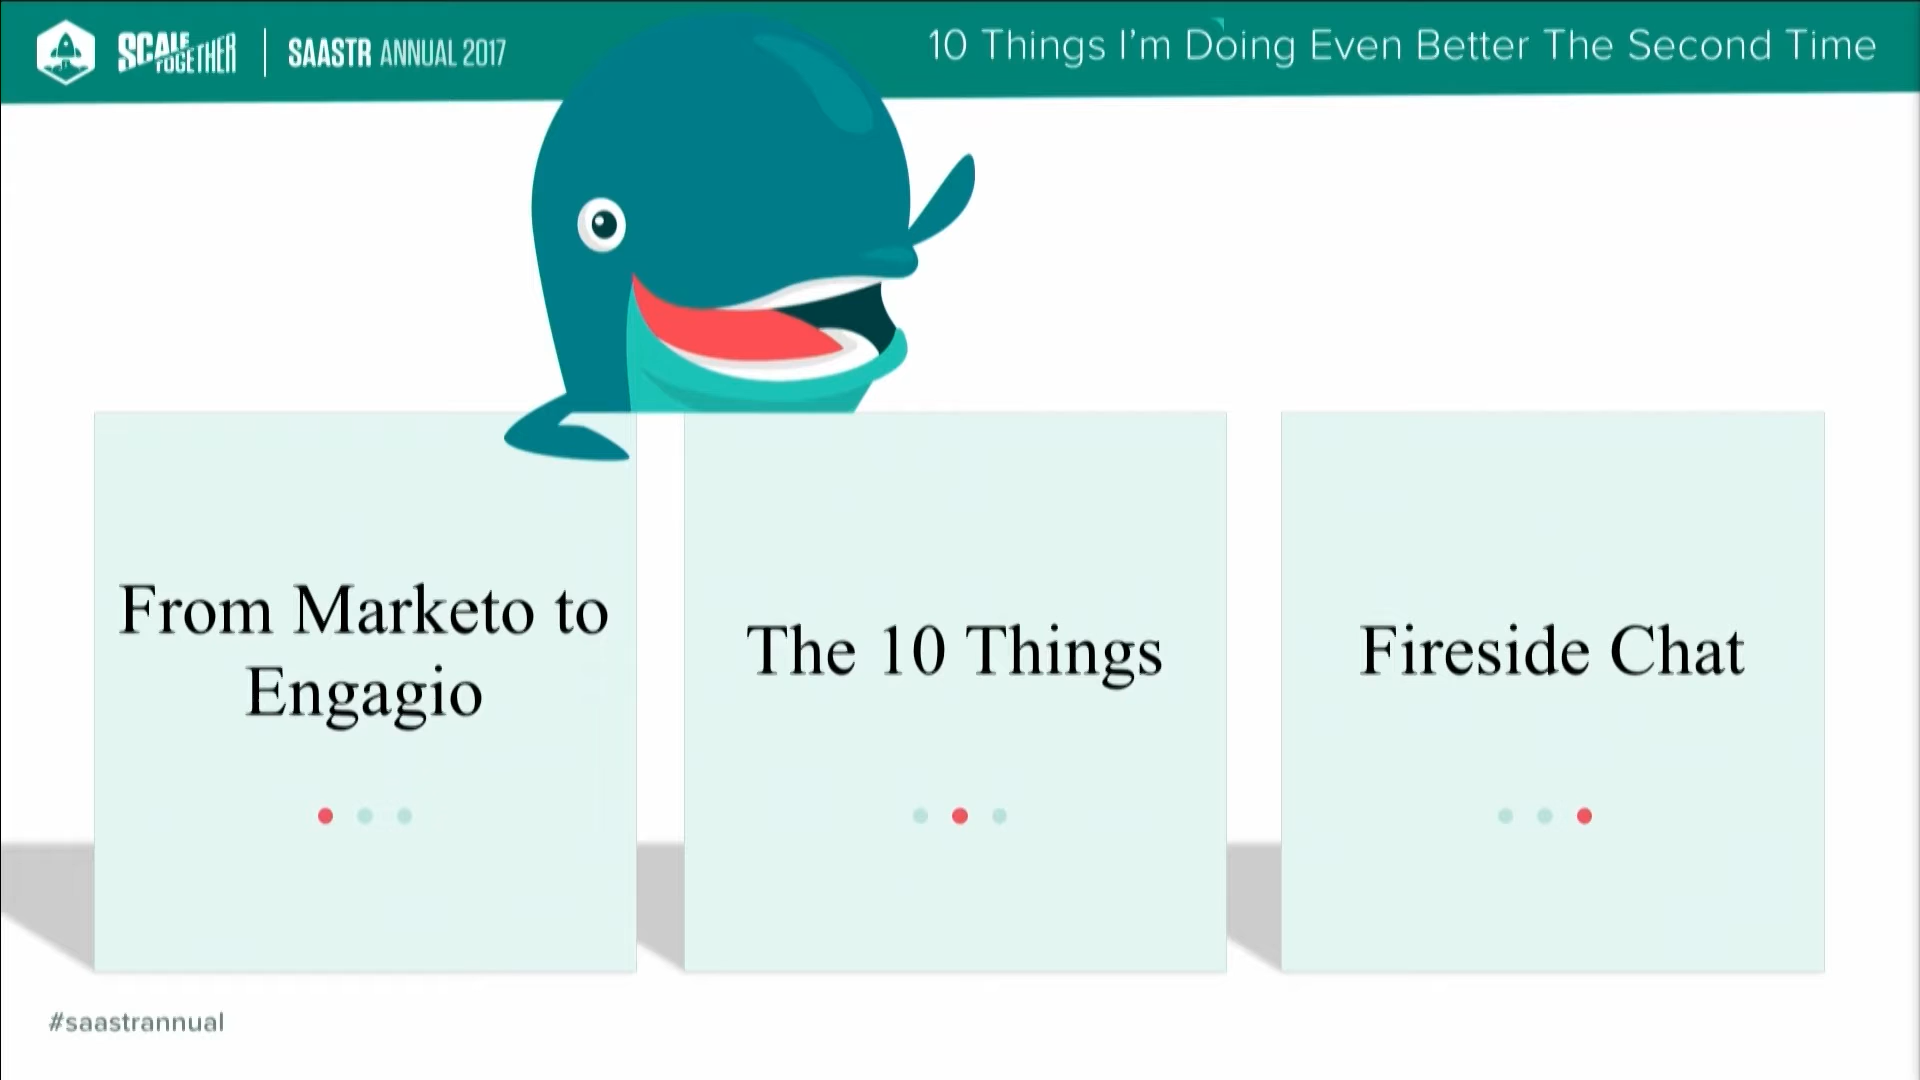 SCALE
TOGETHER
SAASTR ANNUAL 2017
10 Things I'm Doing Even Better The Second Time
From Marketo to
Engagio
The 10 Things
Fireside Chat
#saastrannual